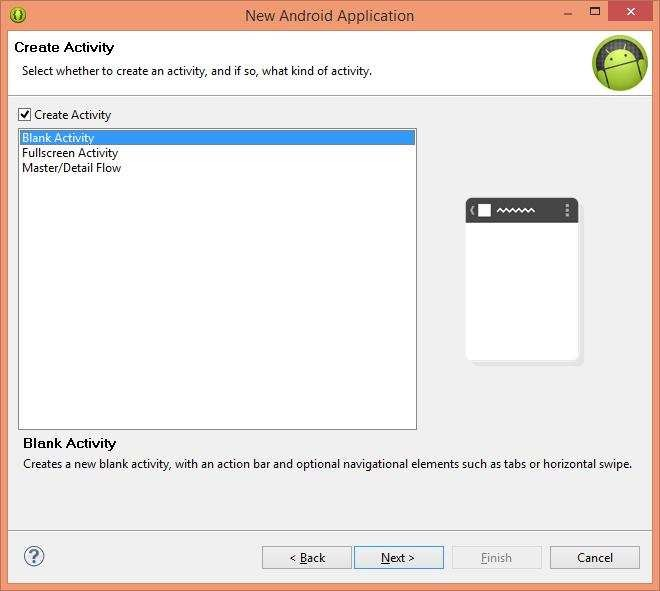 New Android Application
Create Activity
Select whether to create an activity, and if so, what kind of activity.
Create Activity
Blank Activity
Fullscreen Activity
Master/Detail Flow
Blank Activity
Creates a new blank activity, with an action bar and optional navigational elements such as tabs or horizontal swipe.
< Back Next > Finish Cancel